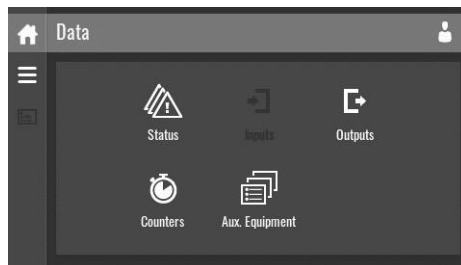 Data
Status
Inputs
Outputs
Counters
Aux. Equipment